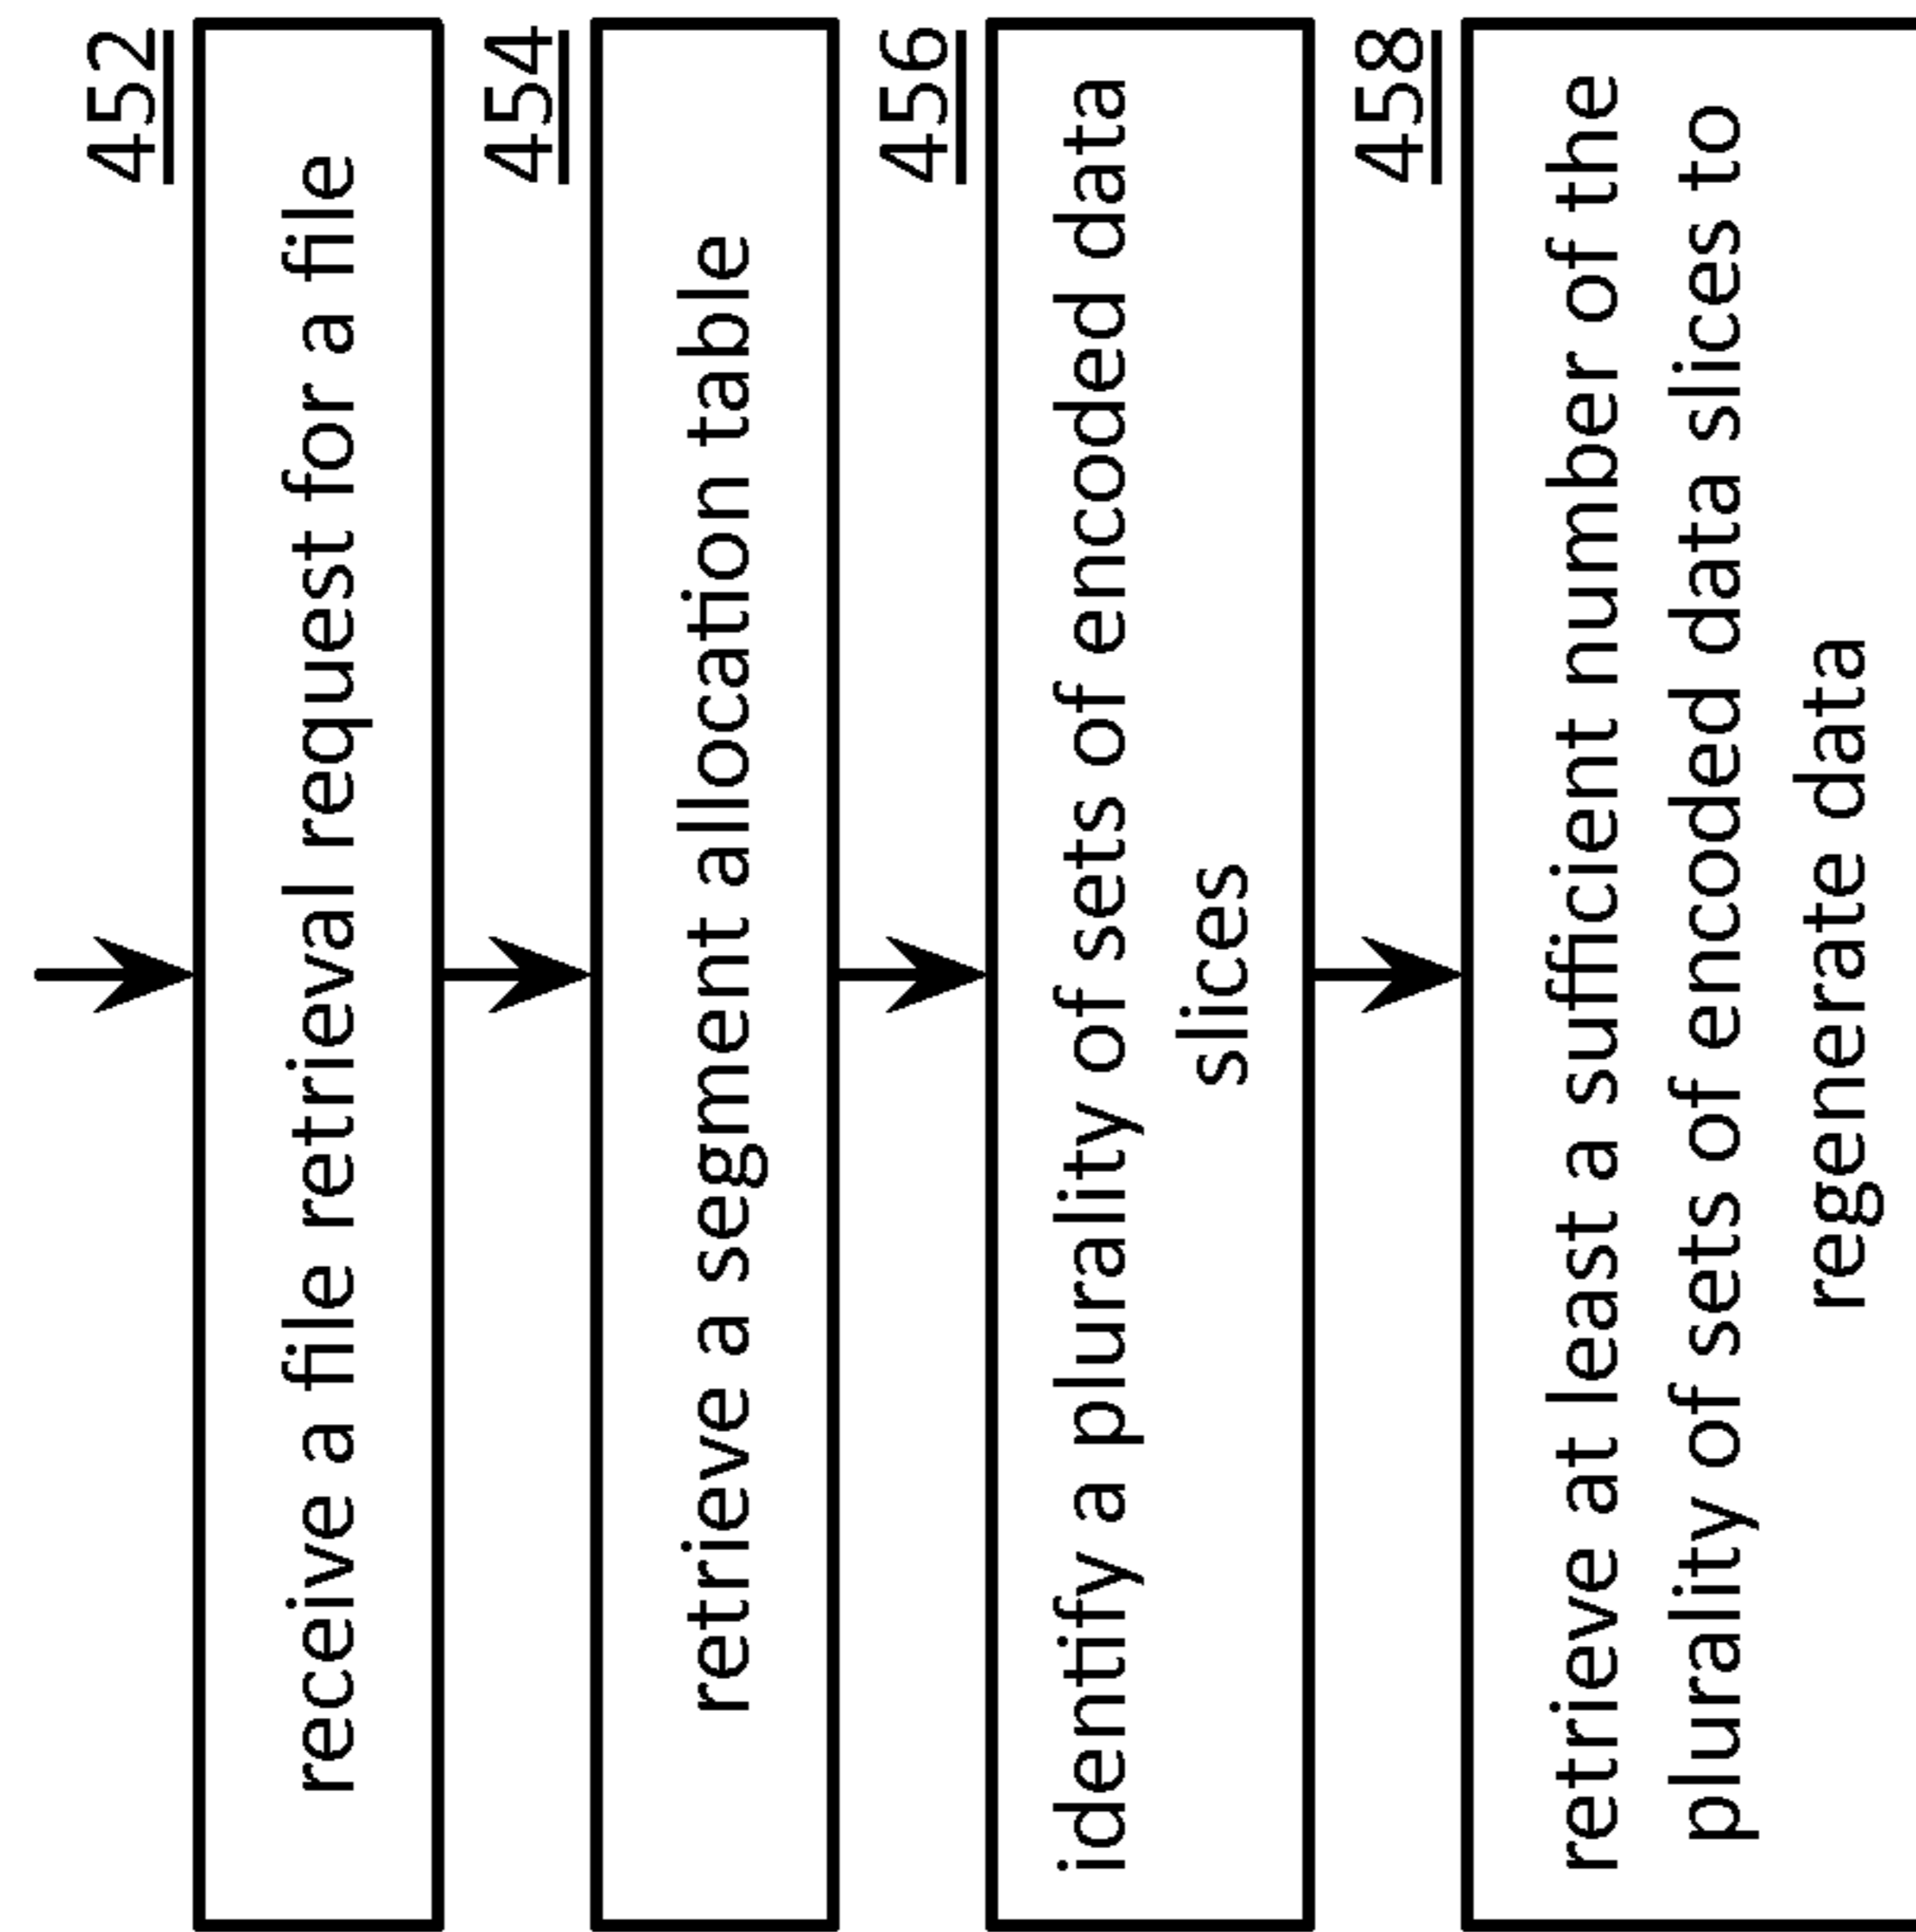 452
receive a file retrieval request for a file
454
retrieve a segment allocation table
456
identify a plurality of sets of encoded data
slices
458
retrieve at least a sufficient number of the
plurality of sets of encoded data slices to
regenerate data